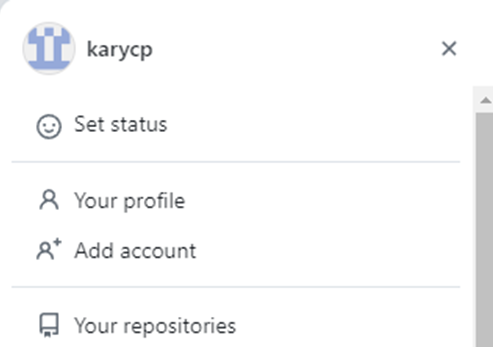 karycp
Set status
Your profile
Add account
Your repositories